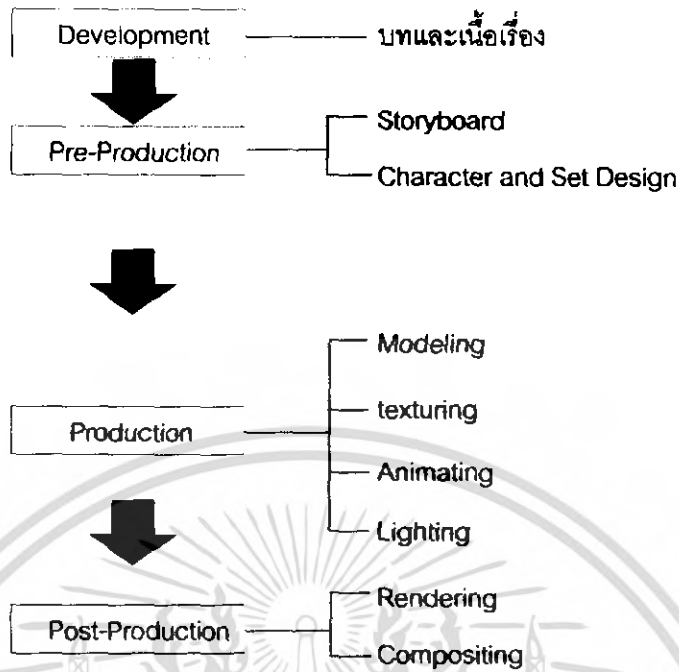 Development
บทและเนื้อเรื่อง
Pre-Production
Storyboard
Character and Set Design
Production
Modeling
texturing
Animating
Lighting
Post-Production
Rendering
Compositing